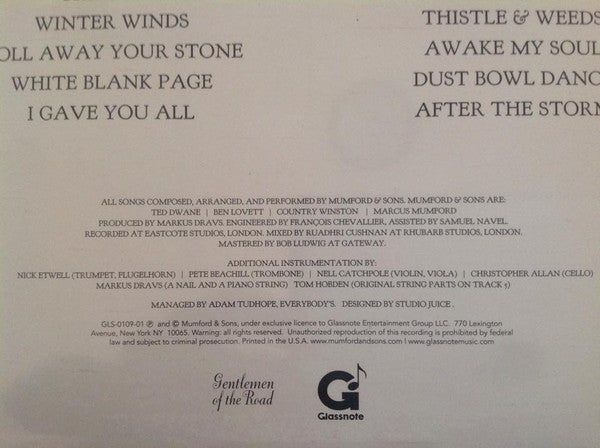 WINTER WINDS
OLL AWAY YOUR STONE
WHITE BLANK PAGE
I GAVE YOU ALL
THISTLE & WEEDS
AWAKE MY SOUL
DUST BOWL DANC
AFTER THE STORM
ALL SONGS COMPOSED, ARRANGED, AND PERFORMED BY MUMFORD & SONS. MUMFORD & SONS ARE:
TED DWANE | BEN LOVETT | COUNTRY WINSTON | MARCUS MUMFORD
PRODUCED BY MARKUS DRAVS. ENGINEERED BY FRANÇOIS CHEVALLIER, ASSISTED BY SAMUEL NAVEL.
RECORDED AT EASTCOTE STUDIOS, LONDON. MIXED BY RUADHRI CUSHNAN AT RHUBARB STUDIOS, LONDON.
MASTERED BY BOB LUDWIG AT GATEWAY.
ADDITIONAL INSTRUMENTATION BY:
NICK ETWELL (TRUMPET, FLUGELHORN) | PETE BEACHILL (TROMBONE) | NELL CATCHPOLE (VIOLIN, VIOLA) | CHRISTOPHER ALLAN (CELLO)
MARKUS DRAVS (A NAIL AND A PIANO STRING) TOM HOBDEN (ORIGINAL STRING PARTS ON TRACK 5)
MANAGED BY ADAM TUDHOPE, EVERYBODY'S. DESIGNED BY STUDIO JUICE .
GLS-0109-01 ℗ and © Mumford & Sons, under exclusive licence to Glassnote Entertainment Group LLC. 770 Lexington
Avenue, New York NY 10065. Warning: all rights reserved. Unauthorized reproduction of this recording is prohibited by federal
law and subject to criminal prosecution. Printed in the U.S.A. www.mumfordandsons.com | www.glassnotemusic.com
Gentlemen
of the Road
G
Glassnote